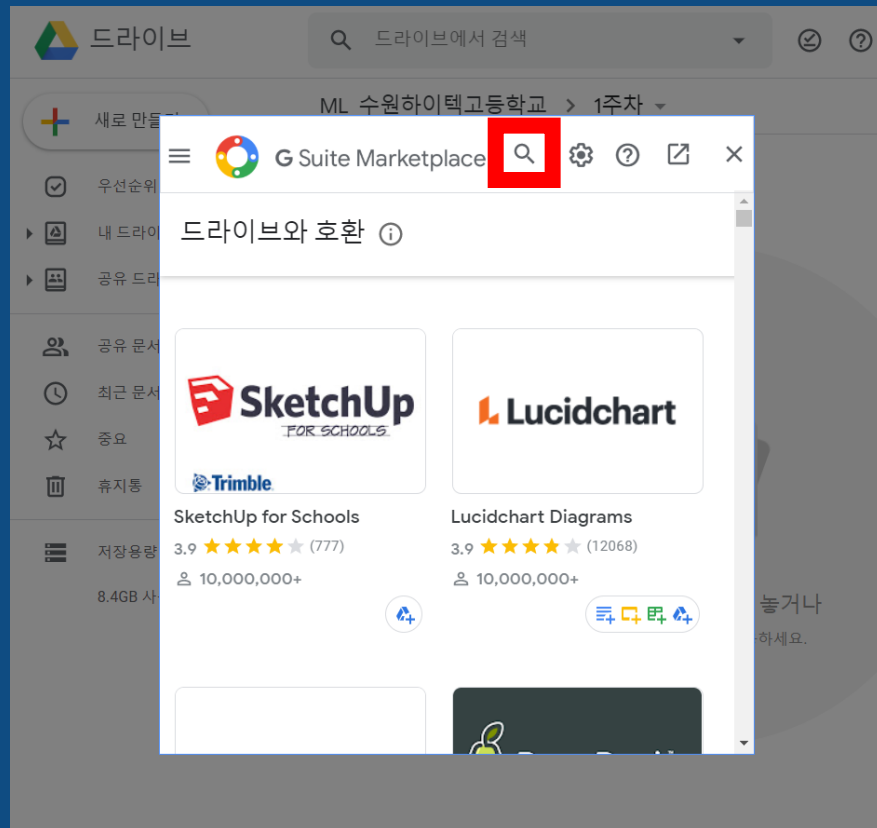 드라이브
드라이브에서 검색
새로 만들
ML 수원하이텍고등학교 > 1주차
G Suite Marketplace
우선순위
내 드라이
공유 드
드라이브와 호환
공유 문서
최근 문서
중요
휴지통
저장용량
8.4GB 사
SketchUp
FOR SCHOOLS
Trimble
Lucidchart
SketchUp for Schools
3.9 (777)
10,000,000+
Lucidchart Diagrams
3.9 (12068)
10,000,000+
놓거나
하세요.